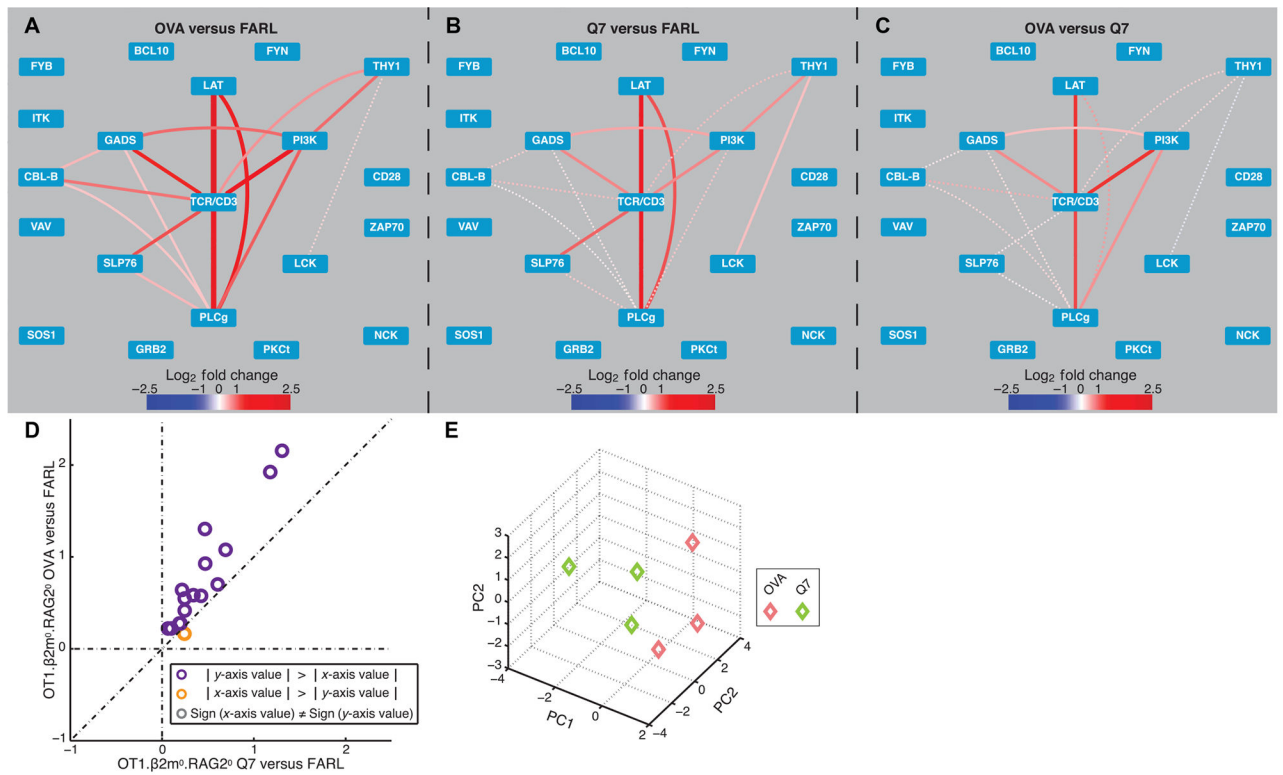 A
OVA versus FARL
BCL10
FYN
FYB
THY1
LAT
ITK
GADS
PI3K
CBL-B
CD28
TCR/CD3
VAV
ZAP70
SLP76
LCK
PLCg
SOS1
NCK
GRB2
PKCt
Log2 fold change
−2.5 −1 0 1 2.5
B
Q7 versus FARL
BCL10
FYN
FYB
THY1
LAT
ITK
GADS
PI3K
CBL-B
CD28
TCR/CD3
VAV
ZAP70
SLP76
LCK
PLCg
SOS1
NCK
GRB2
PKCt
Log2 fold change
−2.5 −1 0 1 2.5
C
OVA versus Q7
BCL10
FYN
FYB
THY1
LAT
ITK
GADS
PI3K
CBL-B
CD28
TCR/CD3
VAV
ZAP70
SLP76
LCK
PLCg
SOS1
NCK
GRB2
PKCt
Log2 fold change
−2.5 −1 0 1 2.5
D
OT1.β2m⁰.RAG2⁰ OVA versus FARL
2
1
0
−1
| y-axis value | > | x-axis value |
| x-axis value | > | y-axis value |
Sign (x-axis value) ≠ Sign (y-axis value)
−1 0 1 2
OT1.β2m⁰.RAG2⁰ Q7 versus FARL
E
PC2
3
2
1
0
−1
−2
−3
−4
−2
0
2
−4
−2
0
2
4
PC1
PC2
OVA
Q7